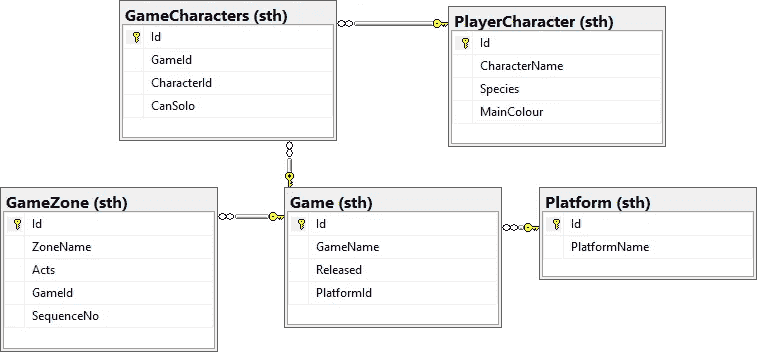 GameCharacters (sth)
Id
GameId
CharacterId
CanSolo
PlayerCharacter (sth)
Id
CharacterName
Species
MainColour
GameZone (sth)
Id
ZoneName
Acts
GameId
SequenceNo
Game (sth)
Id
GameName
Released
PlatformId
Platform (sth)
Id
PlatformName